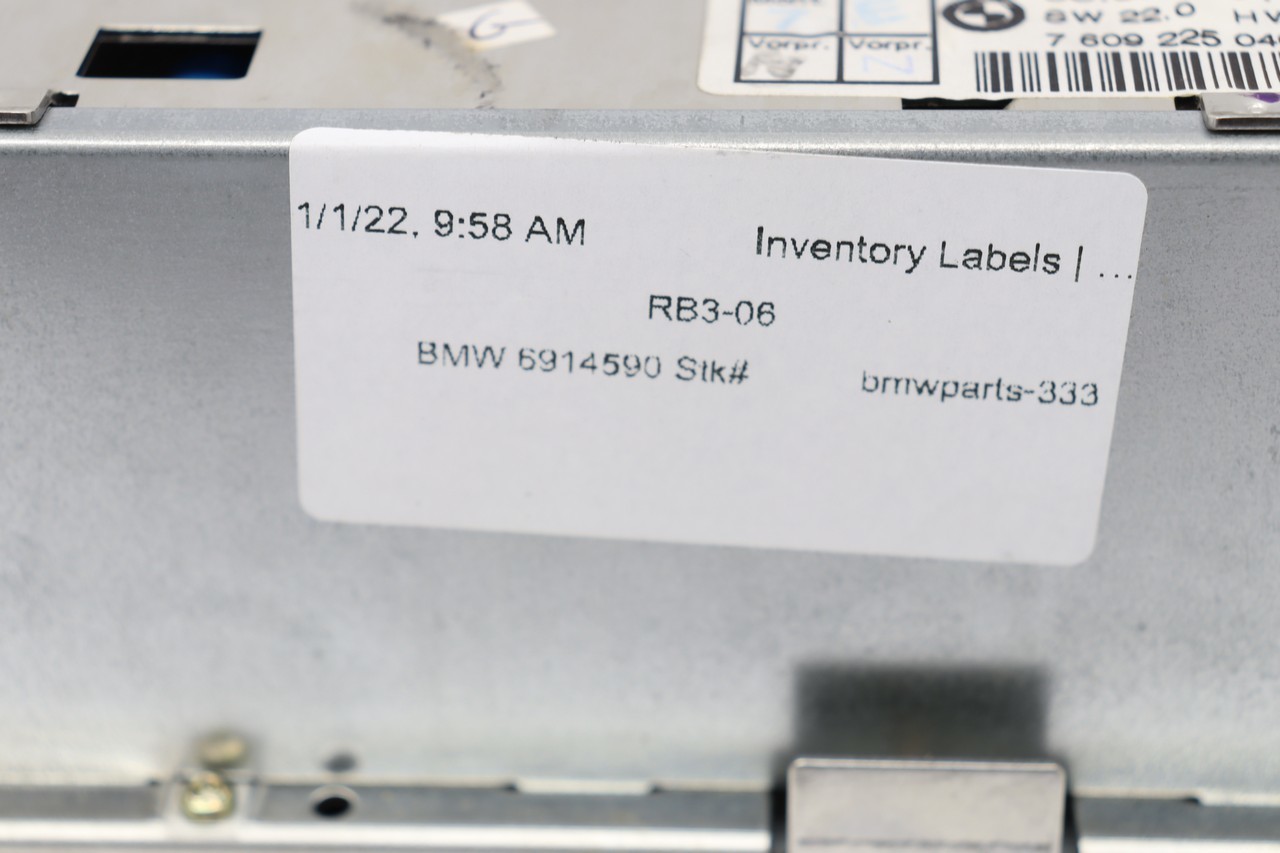 G
Vorpr. Vorpr.
SW 22.0 HW
7 609 225 04
1/1/22, 9:58 AM Inventory Labels | ...
RB3-06
BMW 6914590 Stk# bmwparts-333